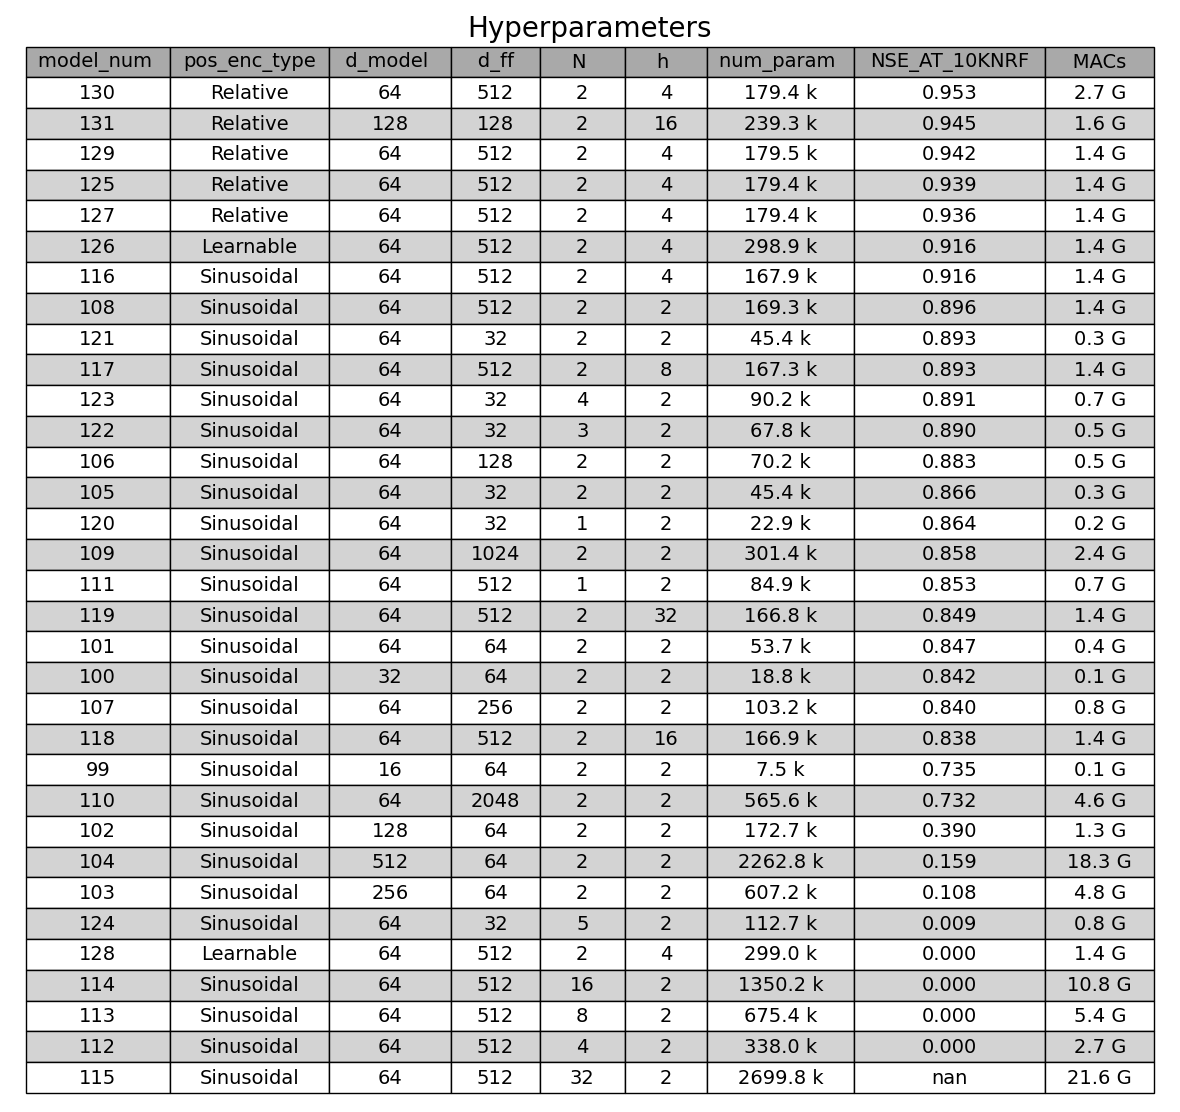 Hyperparameters
model_num pos_enc_type d_model d_ff N h num_param NSE_AT_10KNRF MACs
130 Relative 64 512 2 4 179.4 k 0.953 2.7 G
131 Relative 128 128 2 16 239.3 k 0.945 1.6 G
129 Relative 64 512 2 4 179.5 k 0.942 1.4 G
125 Relative 64 512 2 4 179.4 k 0.939 1.4 G
127 Relative 64 512 2 4 179.4 k 0.936 1.4 G
126 Learnable 64 512 2 4 298.9 k 0.916 1.4 G
116 Sinusoidal 64 512 2 4 167.9 k 0.916 1.4 G
108 Sinusoidal 64 512 2 2 169.3 k 0.896 1.4 G
121 Sinusoidal 64 32 2 2 45.4 k 0.893 0.3 G
117 Sinusoidal 64 512 2 8 167.3 k 0.893 1.4 G
123 Sinusoidal 64 32 4 2 90.2 k 0.891 0.7 G
122 Sinusoidal 64 32 3 2 67.8 k 0.890 0.5 G
106 Sinusoidal 64 128 2 2 70.2 k 0.883 0.5 G
105 Sinusoidal 64 32 2 2 45.4 k 0.866 0.3 G
120 Sinusoidal 64 32 1 2 22.9 k 0.864 0.2 G
109 Sinusoidal 64 1024 2 2 301.4 k 0.858 2.4 G
111 Sinusoidal 64 512 1 2 84.9 k 0.853 0.7 G
119 Sinusoidal 64 512 2 32 166.8 k 0.849 1.4 G
101 Sinusoidal 64 64 2 2 53.7 k 0.847 0.4 G
100 Sinusoidal 32 64 2 2 18.8 k 0.842 0.1 G
107 Sinusoidal 64 256 2 2 103.2 k 0.840 0.8 G
118 Sinusoidal 64 512 2 16 166.9 k 0.838 1.4 G
99 Sinusoidal 16 64 2 2 7.5 k 0.735 0.1 G
110 Sinusoidal 64 2048 2 2 565.6 k 0.732 4.6 G
102 Sinusoidal 128 64 2 2 172.7 k 0.390 1.3 G
104 Sinusoidal 512 64 2 2 2262.8 k 0.159 18.3 G
103 Sinusoidal 256 64 2 2 607.2 k 0.108 4.8 G
124 Sinusoidal 64 32 5 2 112.7 k 0.009 0.8 G
128 Learnable 64 512 2 4 299.0 k 0.000 1.4 G
114 Sinusoidal 64 512 16 2 1350.2 k 0.000 10.8 G
113 Sinusoidal 64 512 8 2 675.4 k 0.000 5.4 G
112 Sinusoidal 64 512 4 2 338.0 k 0.000 2.7 G
115 Sinusoidal 64 512 32 2 2699.8 k nan 21.6 G